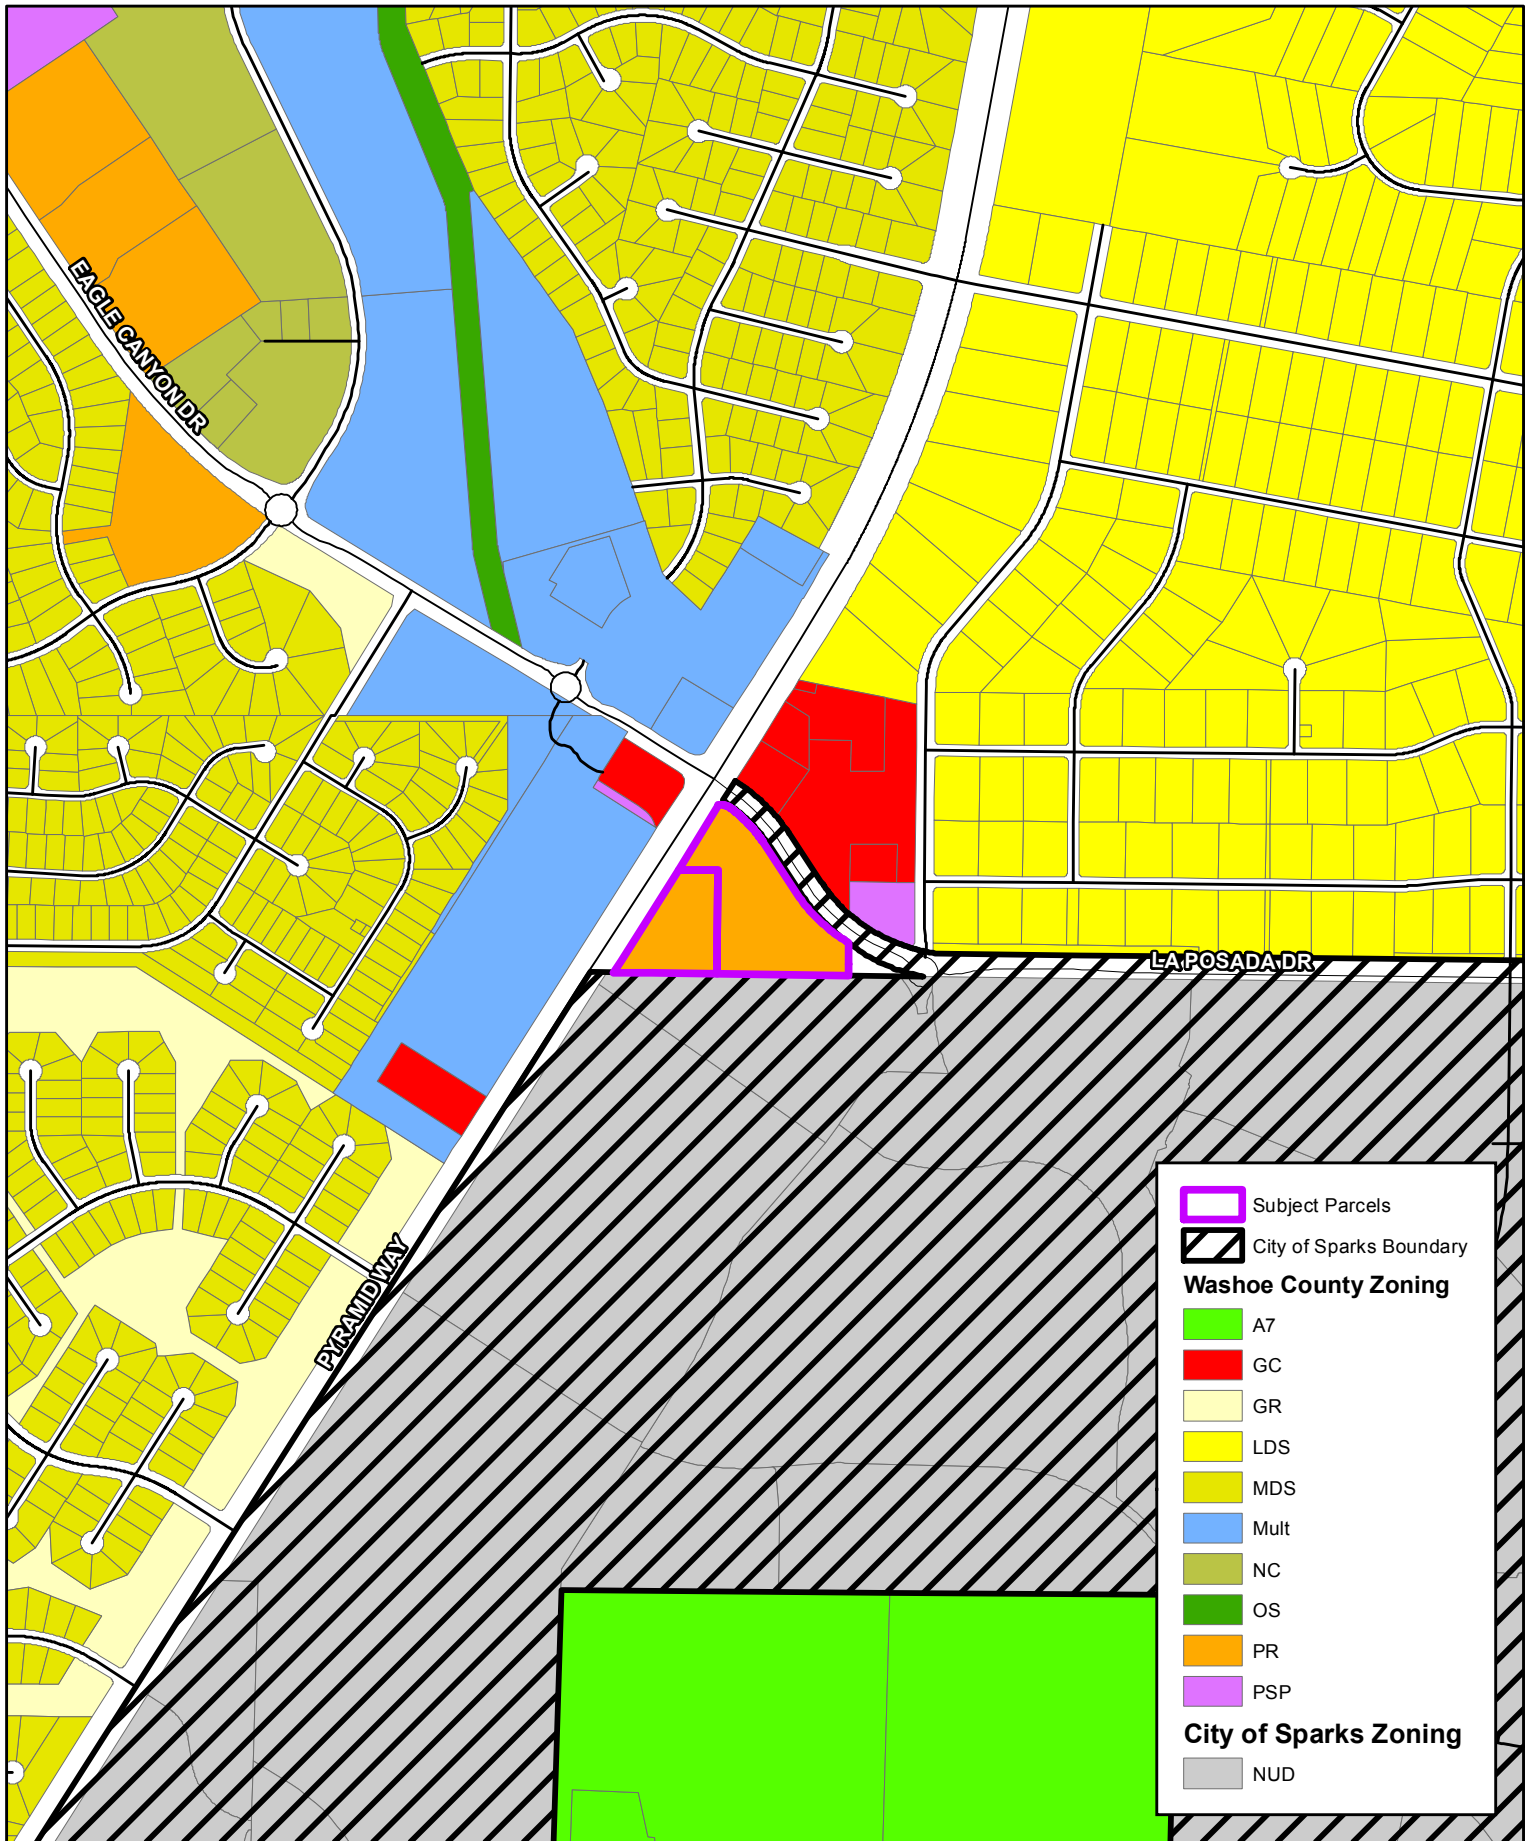 EAGLE CANYON DR
LA POSADA DR
PYRAMID WAY
Subject Parcels
City of Sparks Boundary
Washoe County Zoning
A7
GC
GR
LDS
MDS
Mult
NC
OS
PR
PSP
City of Sparks Zoning
NUD